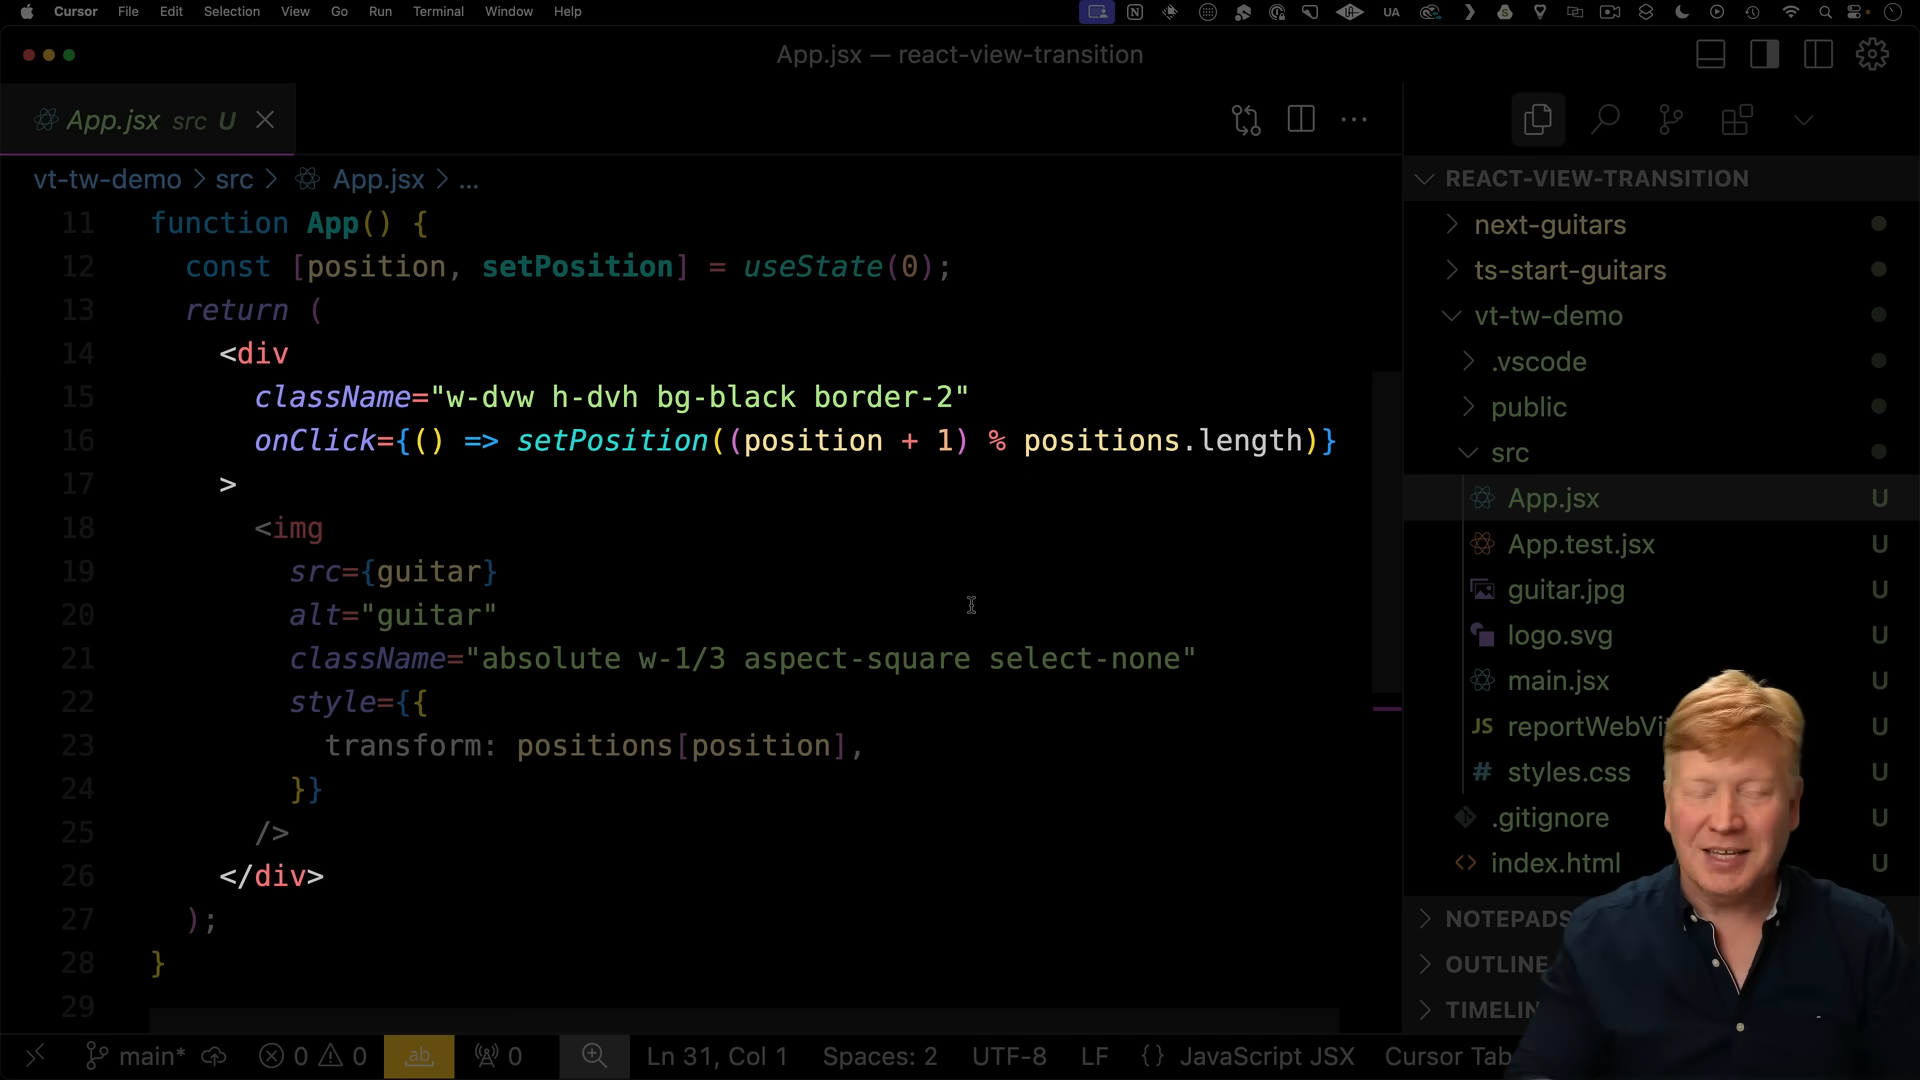 Cursor File Edit Selection View Go Run Terminal Window Help UA
App.jsx — react-view-transition
App.jsx src U
vt-tw-demo > src > App.jsx > ...
11 function App() {
12 const [position, setPosition] = useState(0);
13 return (
14 <div
15 className="w-dvw h-dvh bg-black border-2"
16 onClick={() => setPosition((position + 1) % positions.length)}
17 >
18 <img
19 src={guitar}
20 alt="guitar"
21 className="absolute w-1/3 aspect-square select-none"
22 style={{
23 transform: positions[position],
24 }}
25 />
26 </div>
27 );
28 }
29
REACT-VIEW-TRANSITION
next-guitars
ts-start-guitars
vt-tw-demo
.vscode
public
src
App.jsx U
App.test.jsx U
guitar.jpg U
logo.svg U
main.jsx U
JS reportWebVi U
# styles.css U
.gitignore U
<> index.html U
NOTEPADS
OUTLINE
TIMELIN
main* 0 0 ab 0 Ln 31, Col 1 Spaces: 2 UTF-8 LF {} JavaScript JSX Cursor Tab